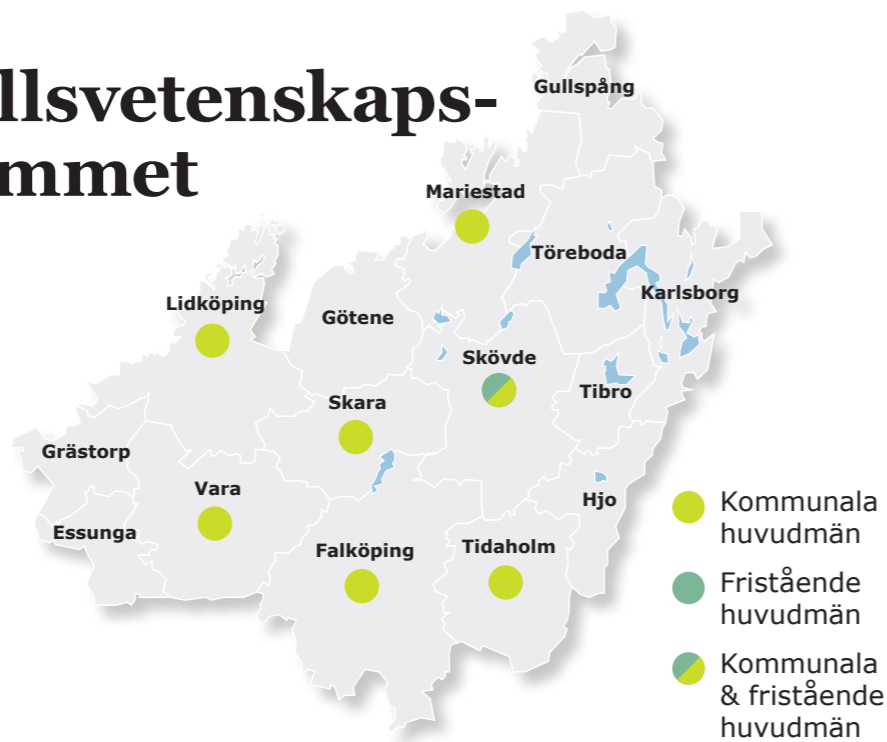 llsvetenskaps-
mmet
Gullspång
Mariestad
Töreboda
Karlsborg
Lidköping
Götene
Skövde
Tibro
Skara
Grästorp
Vara
Hjo
Essunga
Falköping
Tidaholm
Kommunala
huvudmän
Fristående
huvudmän
Kommunala
& fristående
huvudmän